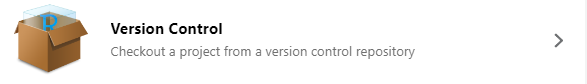 Version Control
Checkout a project from a version control repository